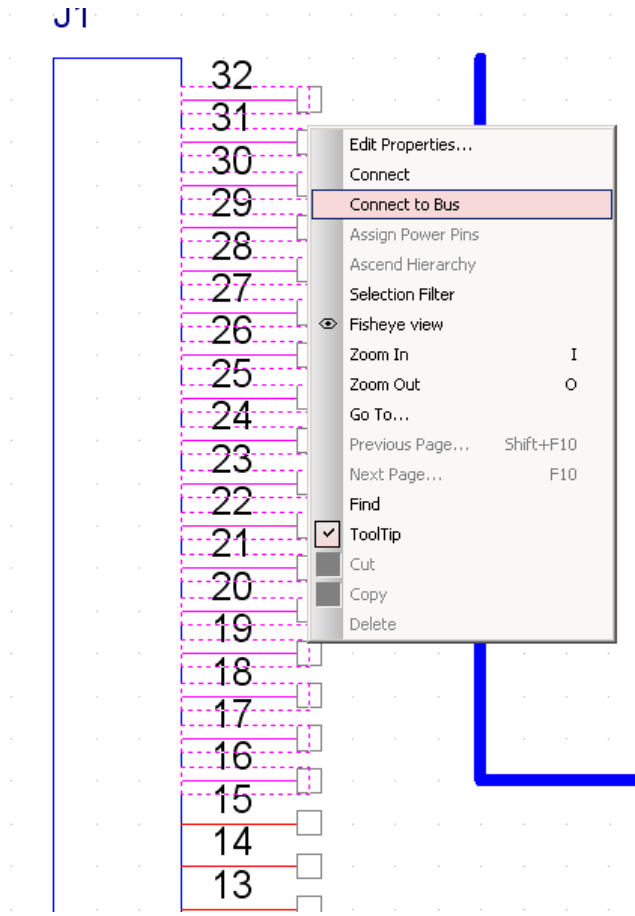 J1
32
31
30
29
28
27
26
25
24
23
22
21
20
19
18
17
16
15
14
13
Edit Properties...
Connect
Connect to Bus
Assign Power Pins
Ascend Hierarchy
Selection Filter
Fisheye view
Zoom In I
Zoom Out O
Go To...
Previous Page... Shift+F10
Next Page... F10
Find
ToolTip
Cut
Copy
Delete